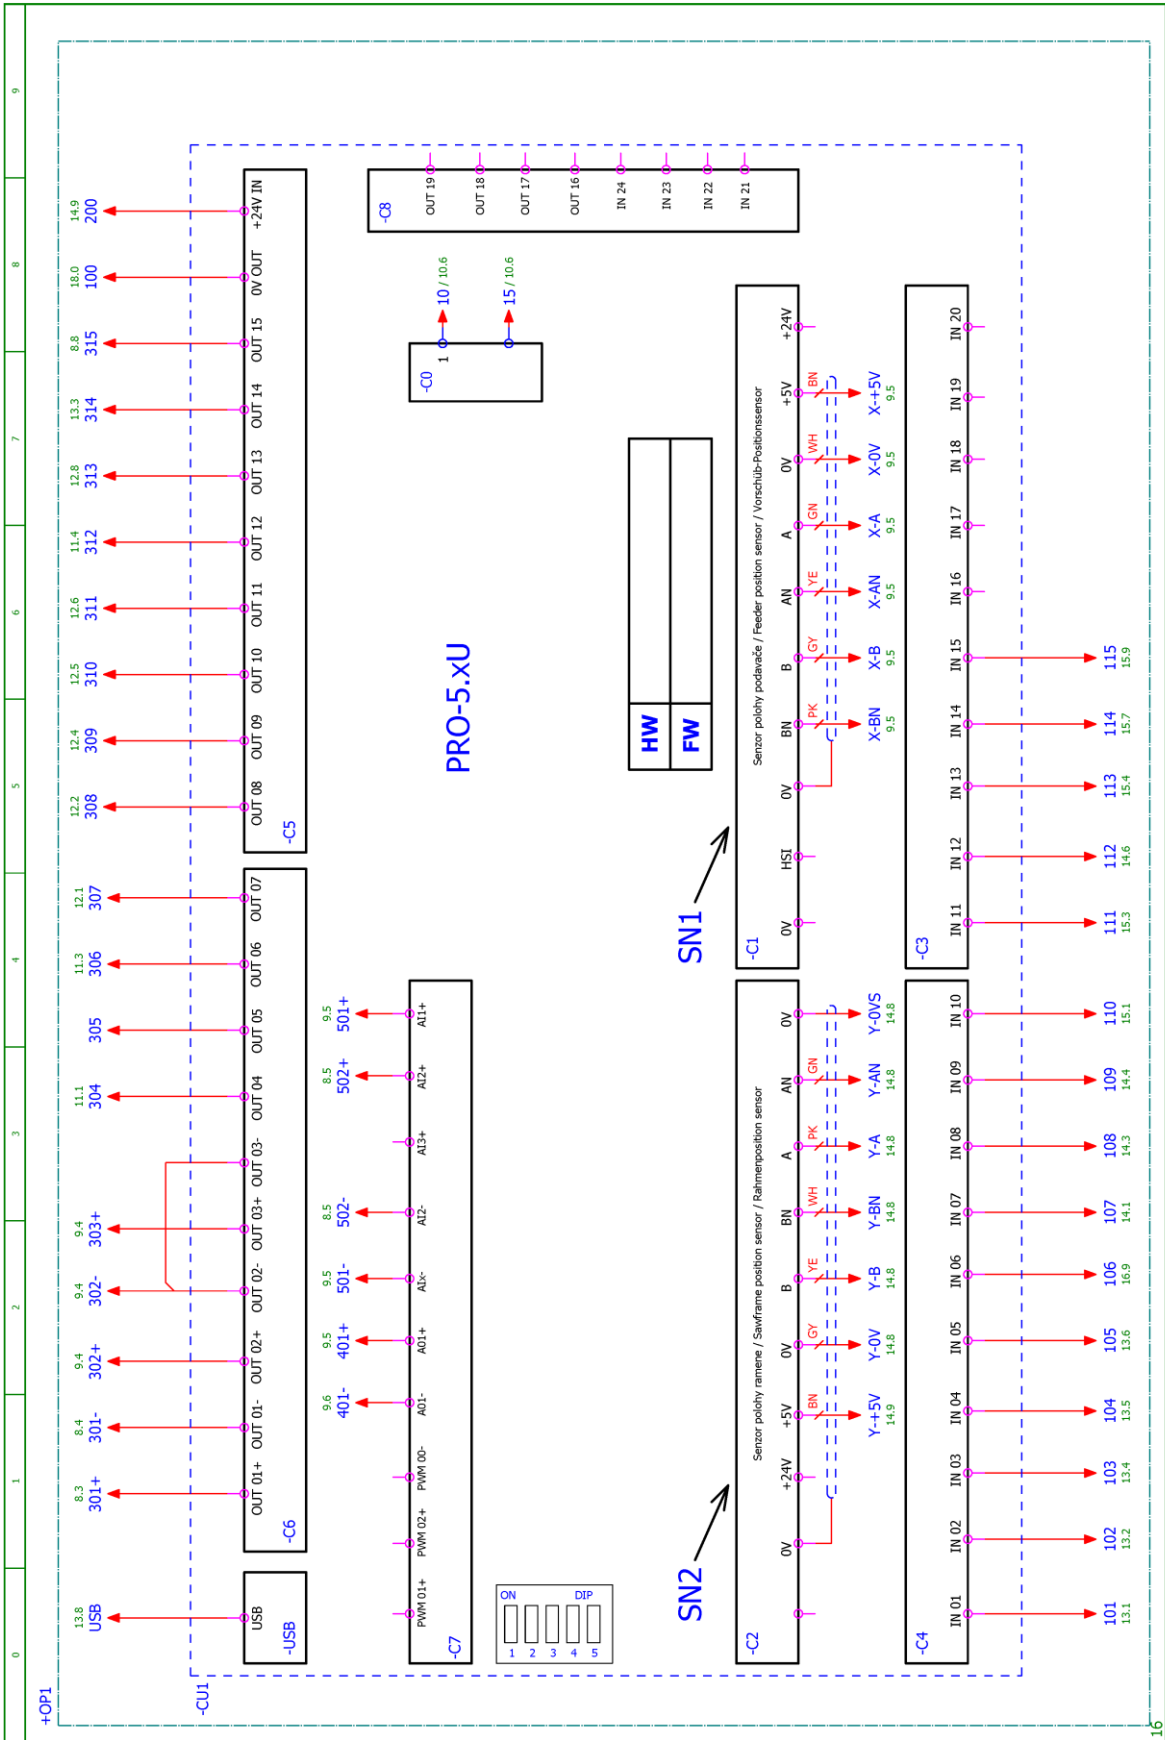 0 1 2 3 4 5 6 7 8 9
+OP1
13.8 8.3 8.4 9.4 9.4 9.4 11.1 11.3 12.1 12.2 12.4 12.5 12.6 11.4 12.8 13.3 8.8 18.0 14.9
USB 301+ 301- 302+ 302- 303+ 304 305 306 307 308 309 310 311 312 313 314 315 100 200
-CU1
USB OUT 01+ OUT 01- OUT 02+ OUT 02- OUT 03+ OUT 03- OUT 04 OUT 05 OUT 06 OUT 07 OUT 08 OUT 09 OUT 10 OUT 11 OUT 12 OUT 13 OUT 14 OUT 15 0V OUT +24V IN
-USB -C6 -C5
9.6 9.5 9.5 8.5 8.5 9.5
401- 401+ 501- 502- 502+ 501+
PWM 01+ PWM 02+ PWM 00- A01- A01+ AIx- AI2- AI3+ AI2+ AI1+
-C7
-C8
OUT 19
OUT 18
OUT 17
OUT 16
IN 24
IN 23
IN 22
IN 21
-C0
1
10 / 10.6
15 / 10.6
PRO-5.xU
ON DIP
1 2 3 4 5
HW
FW
SN2 SN1
-C2 -C1
Senzor polohy ramene / Sawframe position sensor / Rahmenposition sensor
Senzor polohy podavače / Feeder position sensor / Vorschüb-Positionssensor
0V +24V +5V 0V B BN A AN 0V 0V HSI 0V BN B AN A 0V +5V +24V
BN GY YE WH PK GN PK GY YE GN WH BN
Y-+5V Y-0V Y-B Y-BN Y-A Y-AN Y-0VS X-BN X-B X-AN X-A X-0V X-+5V
14.9 14.8 14.8 14.8 14.8 14.8 14.8 9.5 9.5 9.5 9.5 9.5 9.5
-C4 -C3
IN 01 IN 02 IN 03 IN 04 IN 05 IN 06 IN 07 IN 08 IN 09 IN 10 IN 11 IN 12 IN 13 IN 14 IN 15 IN 16 IN 17 IN 18 IN 19 IN 20
101 102 103 104 105 106 107 108 109 110 111 112 113 114 115
13.1 13.2 13.4 13.5 13.6 16.9 14.1 14.3 14.4 15.1 15.3 14.6 15.4 15.7 15.9
16